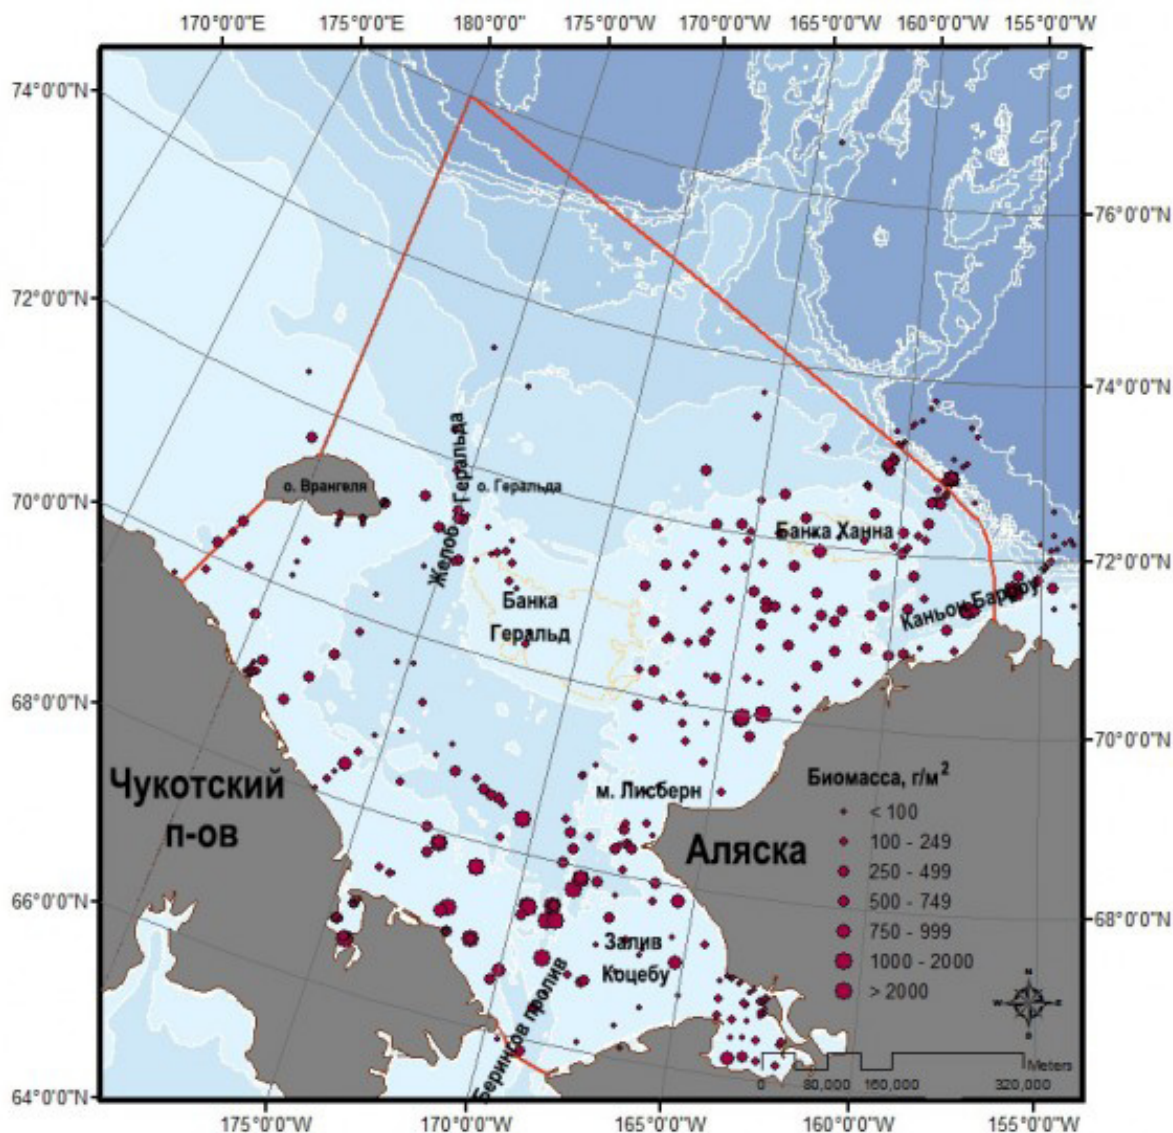 170°0'0"E 175°0'0"E 180°0'0" 175°0'0"W 170°0'0"W 165°0'0"W 160°0'0"W 155°0'0"W
74°0'0"N
76°0'0"N
72°0'0"N
74°0'0"N
о. Врангеля
Желоб Геральда
о. Геральда
70°0'0"N
Банка Ханна
72°0'0"N
Банка
Геральд
Каньон Барроу
68°0'0"N
70°0'0"N
Чукотский
п-ов
м. Лисберн
Аляска
Биомасса, г/м²
< 100
100 - 249
250 - 499
500 - 749
750 - 999
1000 - 2000
> 2000
66°0'0"N
68°0'0"N
Залив
Коцебу
Берингов пролив
N
W E
S
Meters
0 80,000 160,000 320,000
64°0'0"N
175°0'0"W 170°0'0"W 165°0'0"W 160°0'0"W 155°0'0"W